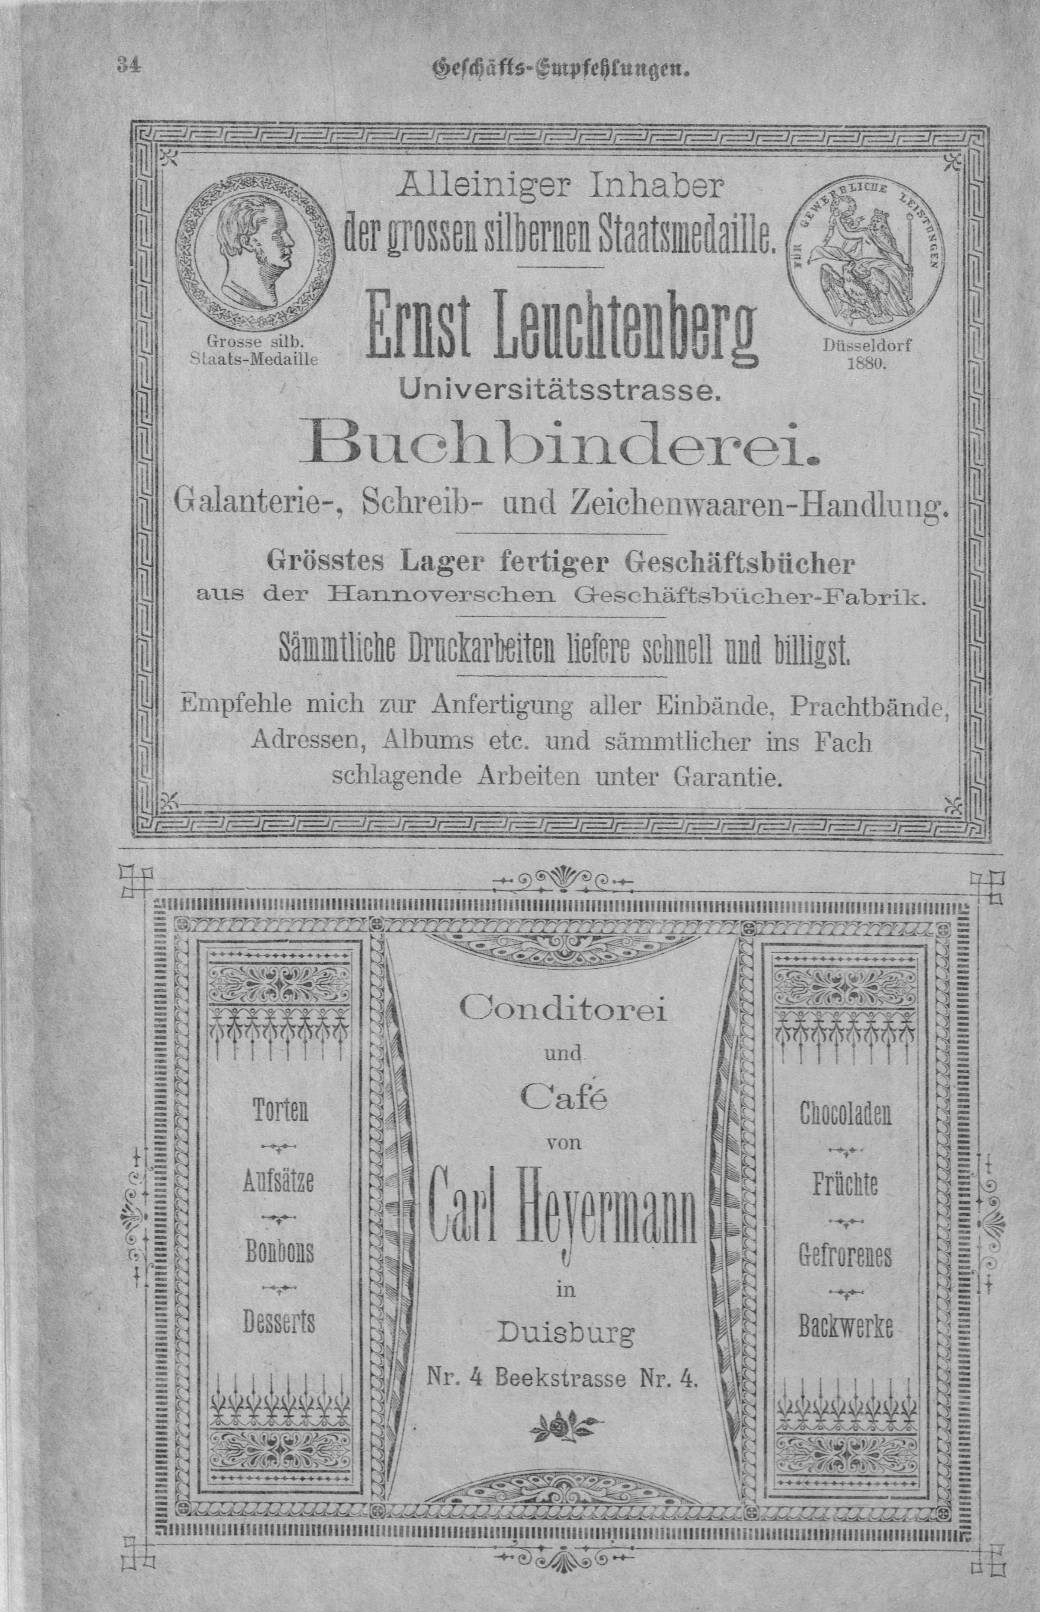 34
Geschäfts-Empfehlungen.
Alleiniger Inhaber
der grossen silbernen Staatsmedaille.
Grosse silb.
Staats-Medaille
FÜR GEWERBLICHE LEISTUNGEN
Düsseldorf
1880.
Ernst Leuchtenberg
Universitätsstrasse.
Buchbinderei.
Galanterie-, Schreib- und Zeichenwaaren-Handlung.
Grösstes Lager fertiger Geschäftsbücher
aus der Hannoverschen Geschäftsbücher-Fabrik.
Sämmtliche Druckarbeiten liefere schnell und billigst.
Empfehle mich zur Anfertigung aller Einbände, Prachtbände,
Adressen, Albums etc. und sämmtlicher ins Fach
schlagende Arbeiten unter Garantie.
Torten
Aufsätze
Bonbons
Desserts
Conditorei
und
Café
von
Carl Heyermann
in
Duisburg
Nr. 4 Beekstrasse Nr. 4.
Chocoladen
Früchte
Gefrorenes
Backwerke